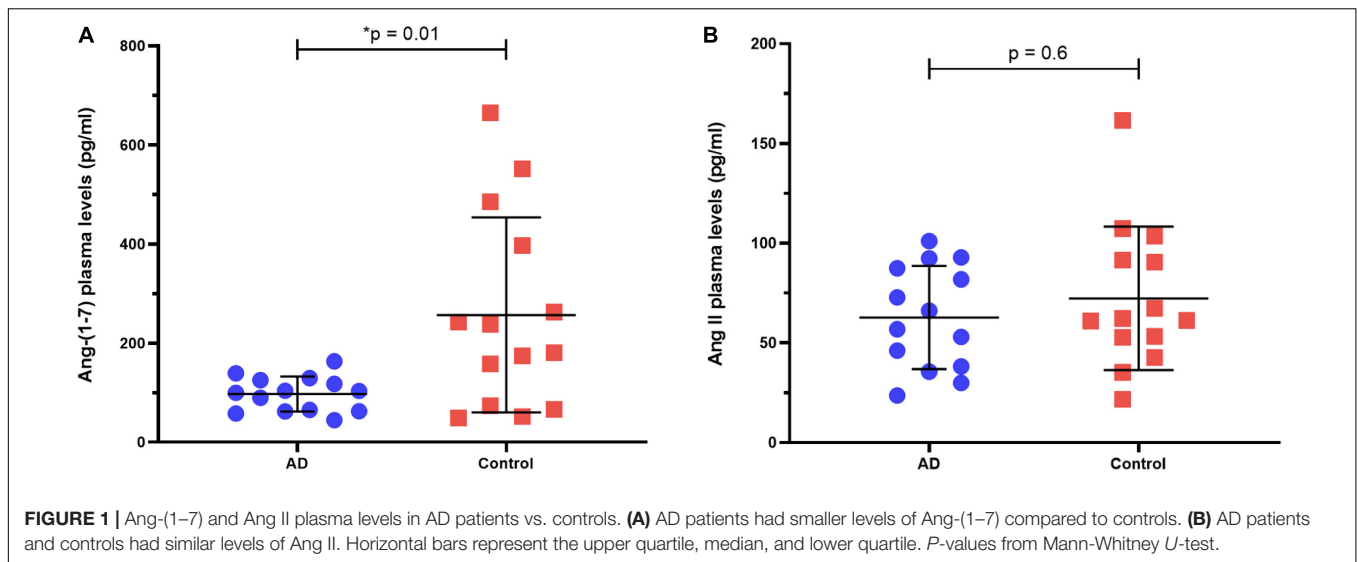 A
*p = 0.01
800
600
400
200
0
Ang-(1-7) plasma levels (pg/ml)
AD
Control
B
p = 0.6
200
150
100
50
0
Ang II plasma levels (pg/ml)
AD
Control
FIGURE 1 | Ang-(1–7) and Ang II plasma levels in AD patients vs. controls. (A) AD patients had smaller levels of Ang-(1–7) compared to controls. (B) AD patients
and controls had similar levels of Ang II. Horizontal bars represent the upper quartile, median, and lower quartile. P-values from Mann-Whitney U-test.